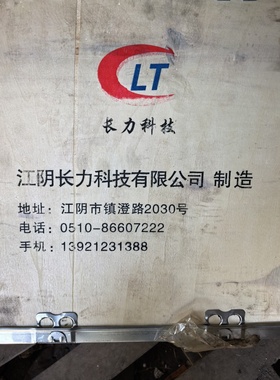 LT
长力科技
江阴长力科技有限公司 制造
地址: 江阴市镇澄路2030号
电话: 0510-86607222
手机: 13921231388